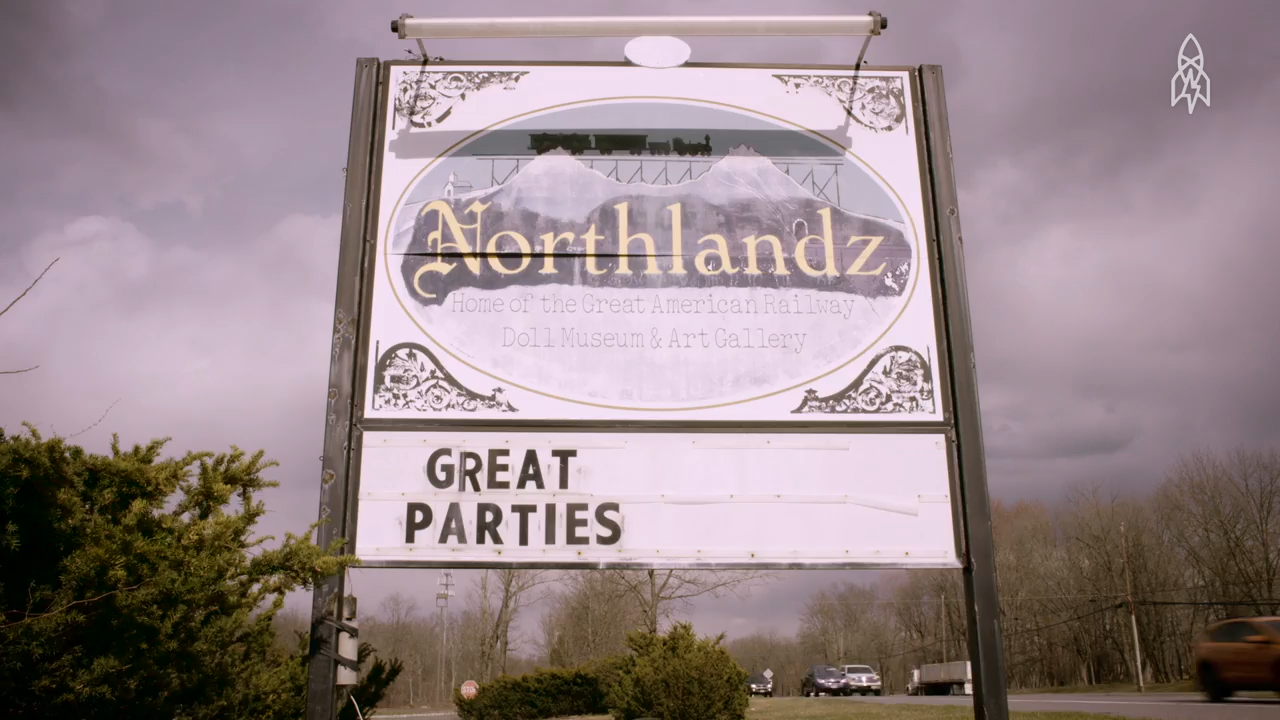 Northlandz
Home of the Great American Railway
Doll Museum & Art Gallery
GREAT
PARTIES